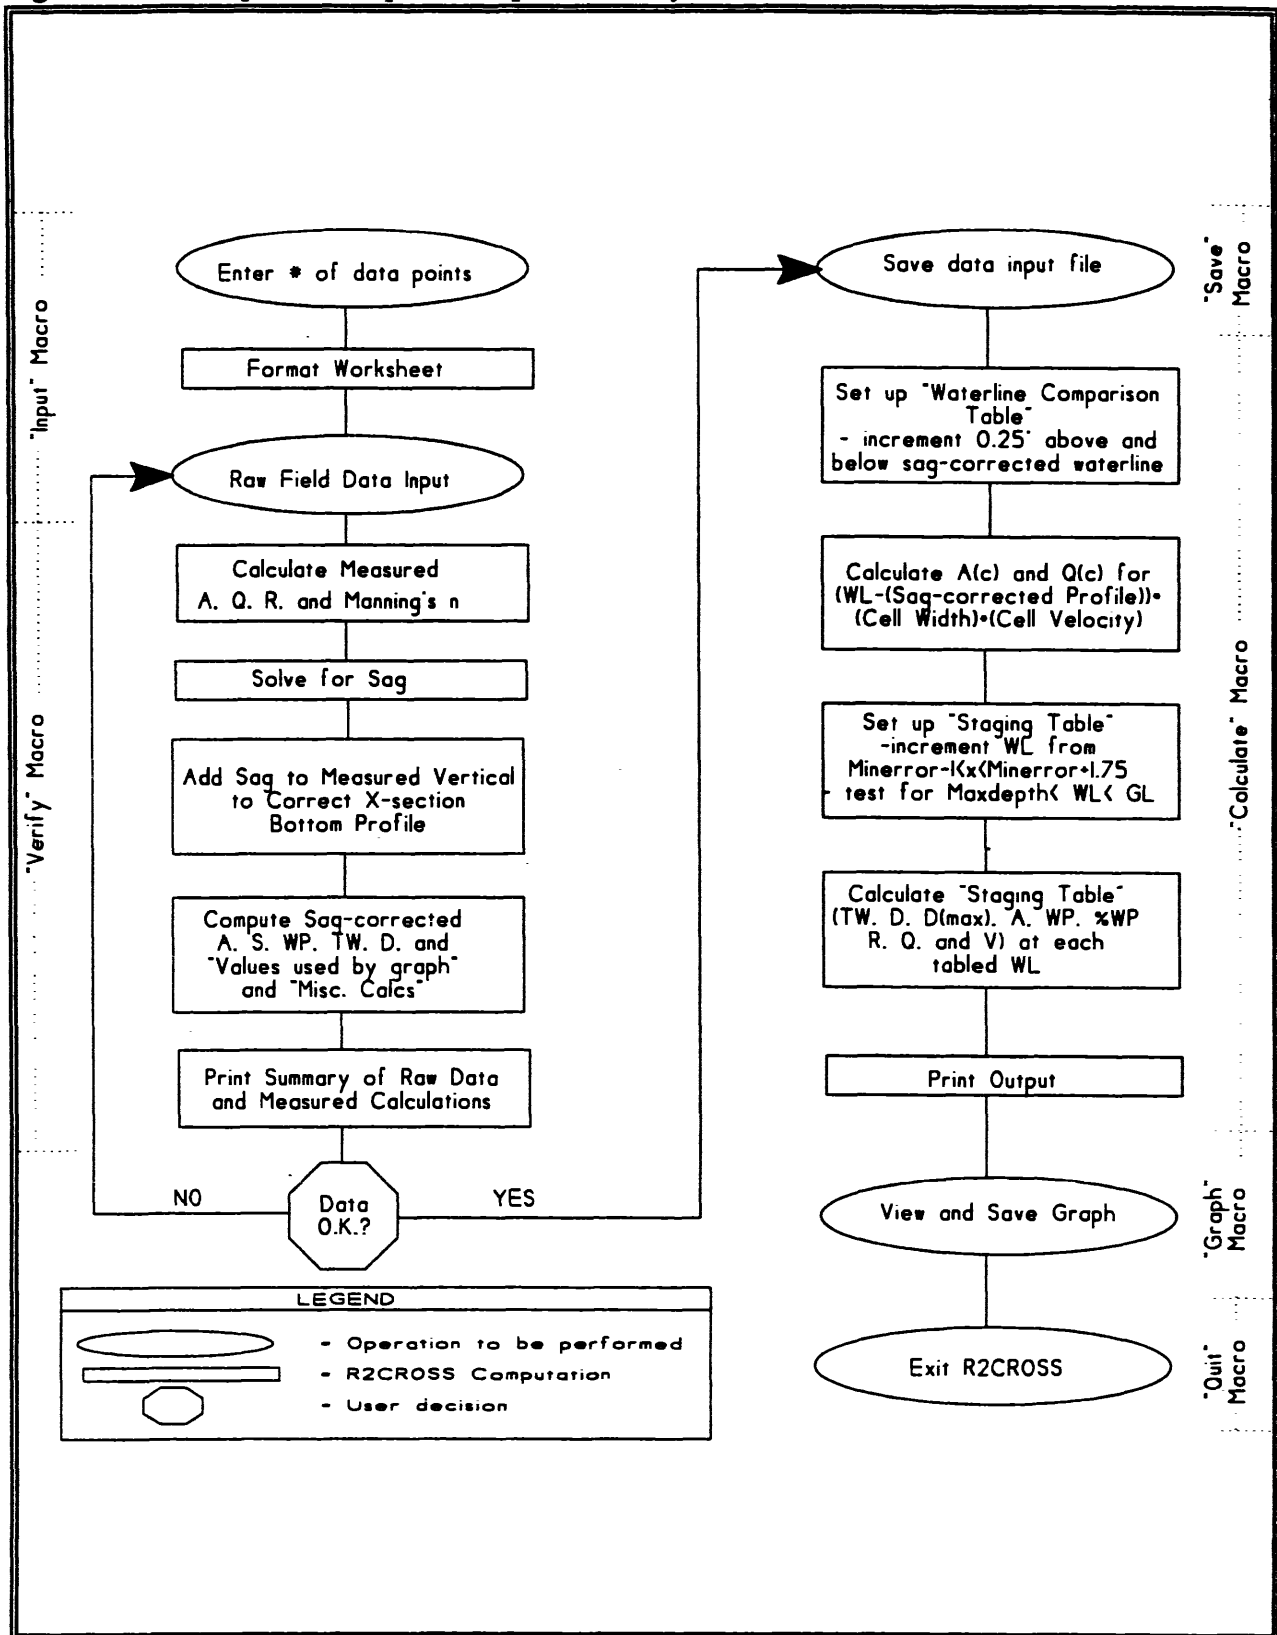 "Input" Macro
Enter # of data points
Format Worksheet
Raw Field Data Input
"Verify" Macro
Calculate Measured
A. Q. R. and Manning's n
Solve for Sag
Add Sag to Measured Vertical
to Correct X-section
Bottom Profile
Compute Sag-corrected
A. S. WP. TW. D. and
"Values used by graph"
and "Misc. Calcs"
Print Summary of Raw Data
and Measured Calculations
Data
O.K.?
NO
YES
Save data input file
"Save"
Macro
Set up "Waterline Comparison
Table"
- increment 0.25' above and
below sag-corrected waterline
Calculate A(c) and Q(c) for
(WL-(Sag-corrected Profile))*
(Cell Width)*(Cell Velocity)
Set up "Staging Table"
-increment WL from
Minerror-1<x<Minerror+1.75
- test for Maxdepth< WL< GL
Calculate "Staging Table"
(TW. D. D(max). A. WP. %WP
R. Q. and V) at each
tabled WL
Print Output
"Calculate" Macro
View and Save Graph
"Graph"
Macro
Exit R2CROSS
"Quit"
Macro
LEGEND
- Operation to be performed
- R2CROSS Computation
- User decision